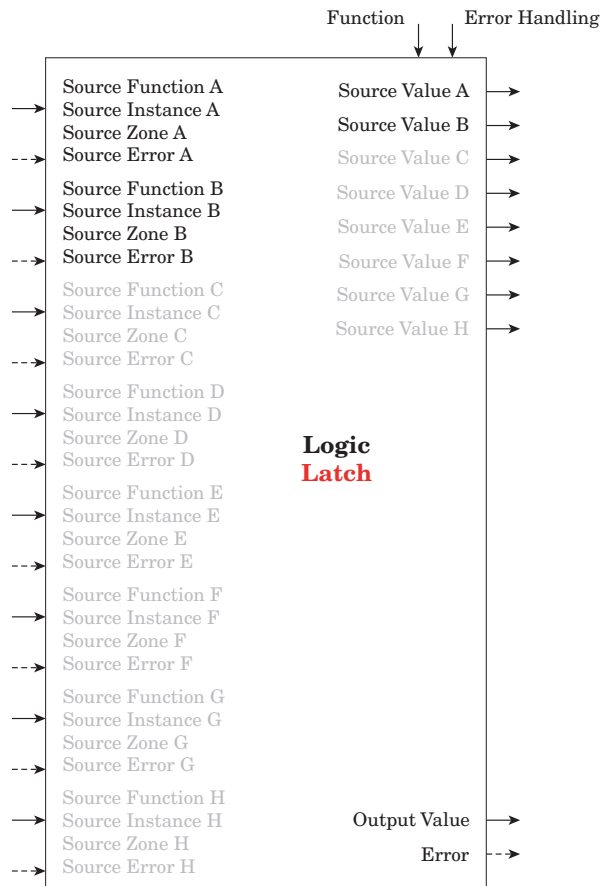 Function
Error Handling
Source Function A
Source Instance A
Source Zone A
Source Error A
Source Function B
Source Instance B
Source Zone B
Source Error B
Source Function C
Source Instance C
Source Zone C
Source Error C
Source Function D
Source Instance D
Source Zone D
Source Error D
Source Function E
Source Instance E
Source Zone E
Source Error E
Source Function F
Source Instance F
Source Zone F
Source Error F
Source Function G
Source Instance G
Source Zone G
Source Error G
Source Function H
Source Instance H
Source Zone H
Source Error H
Source Value A
Source Value B
Source Value C
Source Value D
Source Value E
Source Value F
Source Value G
Source Value H
Logic
Latch
Output Value
Error